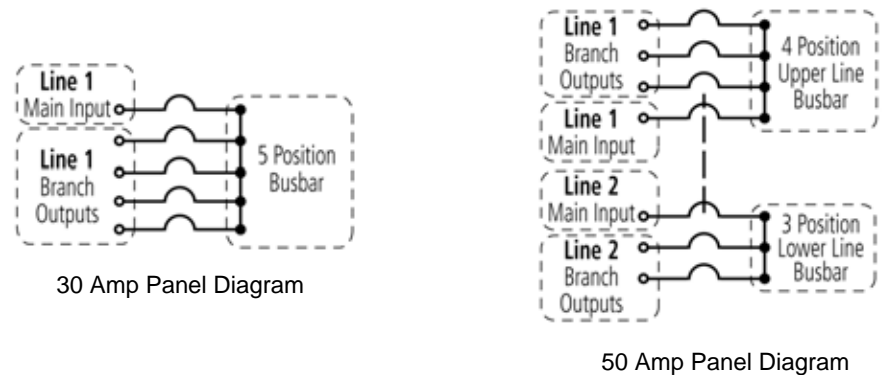 Line 1
Main Input
Line 1
Branch
Outputs
5 Position
Busbar
30 Amp Panel Diagram
Line 1
Branch
Outputs
Line 1
Main Input
4 Position
Upper Line
Busbar
Line 2
Main Input
Line 2
Branch
Outputs
3 Position
Lower Line
Busbar
50 Amp Panel Diagram